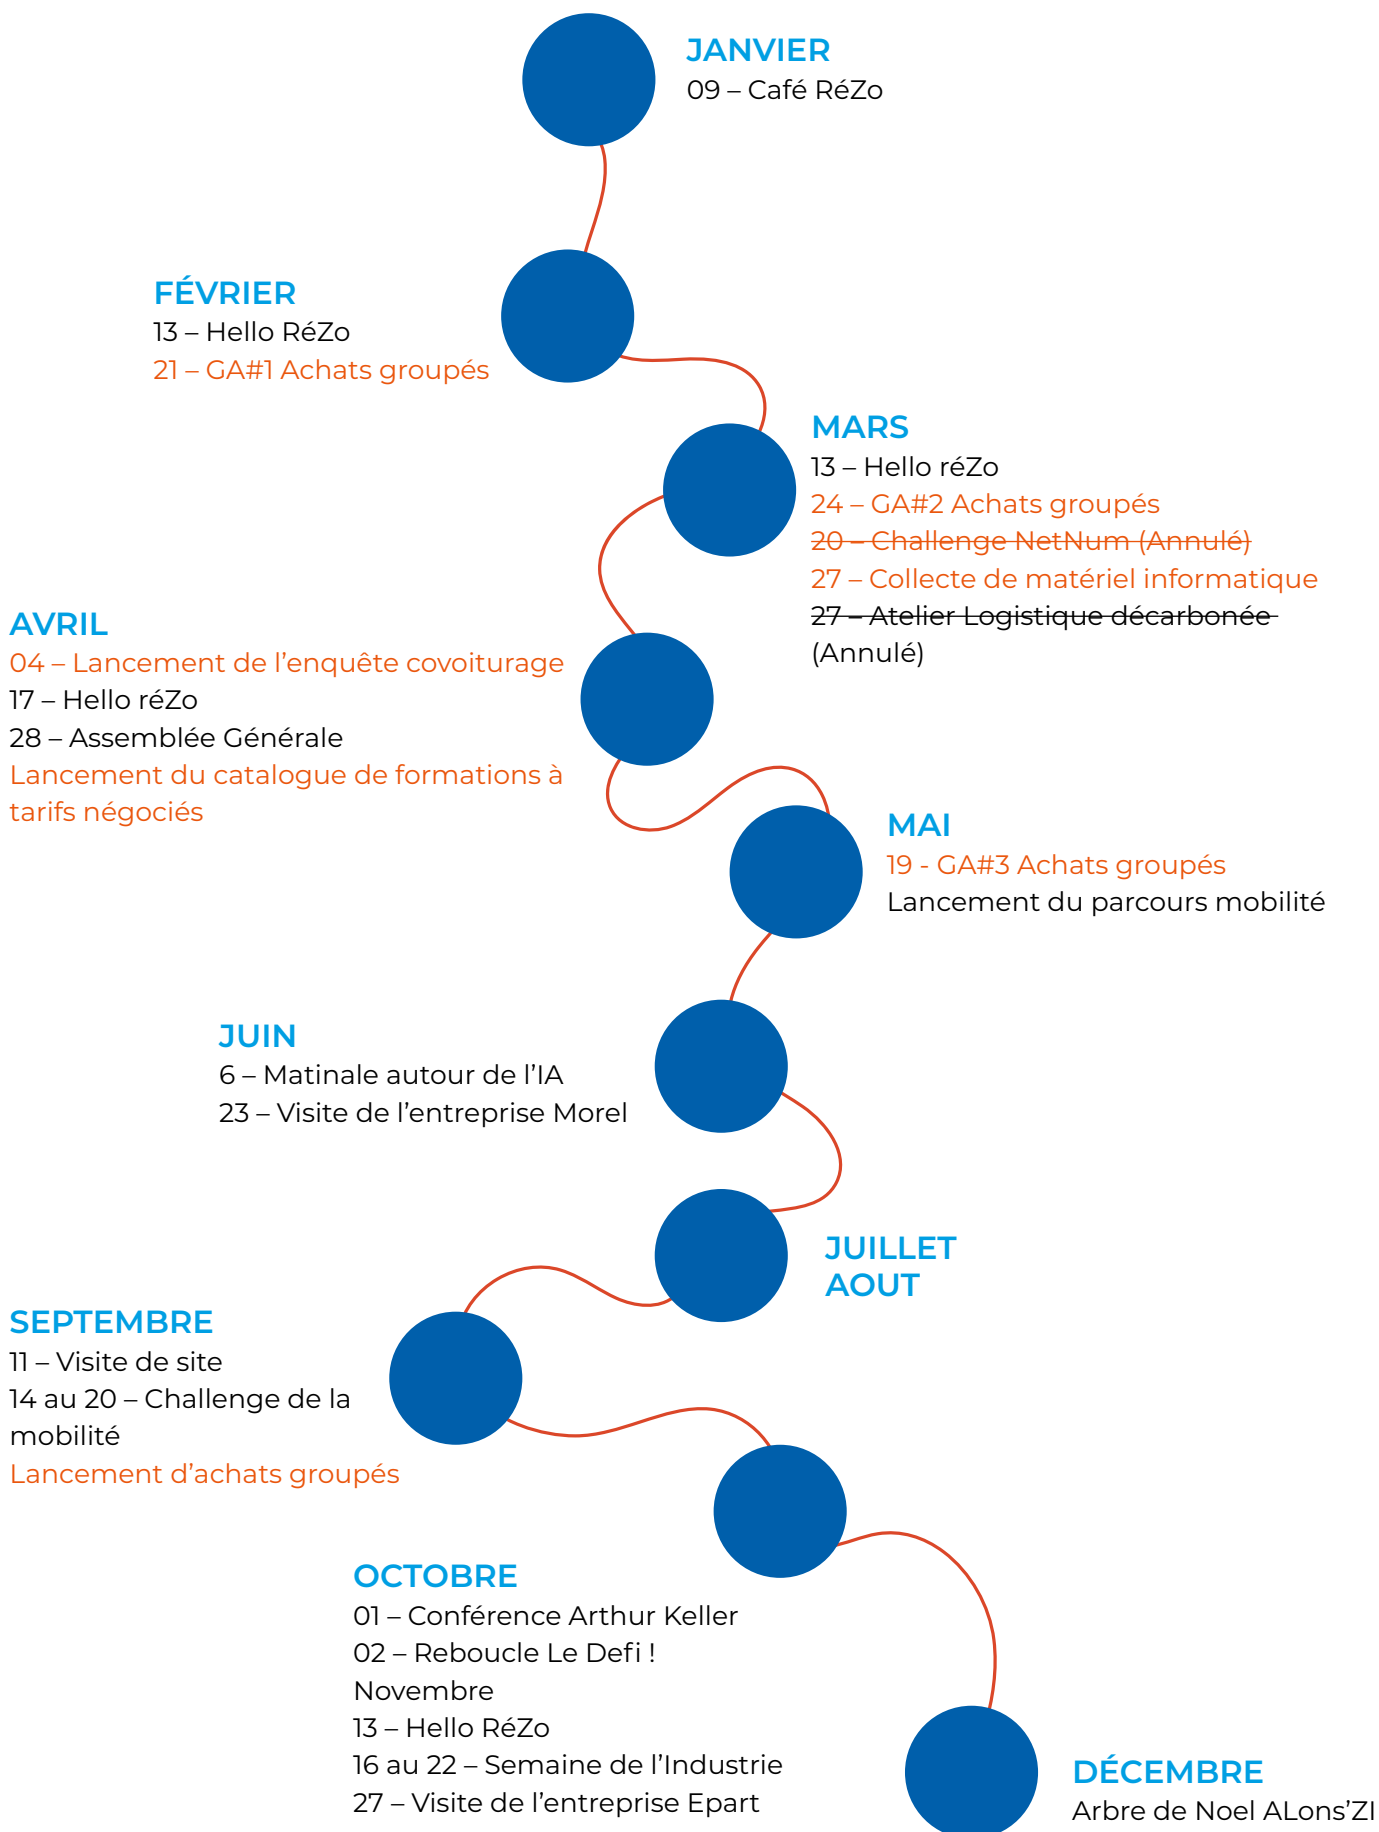 JANVIER
09 – Café RéZo
FÉVRIER
13 – Hello RéZo
21 – GA#1 Achats groupés
MARS
13 – Hello réZo
24 – GA#2 Achats groupés
20 – Challenge NetNum (Annulé)
27 – Collecte de matériel informatique
27 – Atelier Logistique décarbonée
(Annulé)
AVRIL
04 – Lancement de l’enquête covoiturage
17 – Hello réZo
28 – Assemblée Générale
Lancement du catalogue de formations à
tarifs négociés
MAI
19 - GA#3 Achats groupés
Lancement du parcours mobilité
JUIN
6 – Matinale autour de l’IA
23 – Visite de l’entreprise Morel
JUILLET
AOUT
SEPTEMBRE
11 – Visite de site
14 au 20 – Challenge de la
mobilité
Lancement d’achats groupés
OCTOBRE
01 – Conférence Arthur Keller
02 – Reboucle Le Defi !
Novembre
13 – Hello RéZo
16 au 22 – Semaine de l’Industrie
27 – Visite de l’entreprise Epart
DÉCEMBRE
Arbre de Noel ALons’ZI